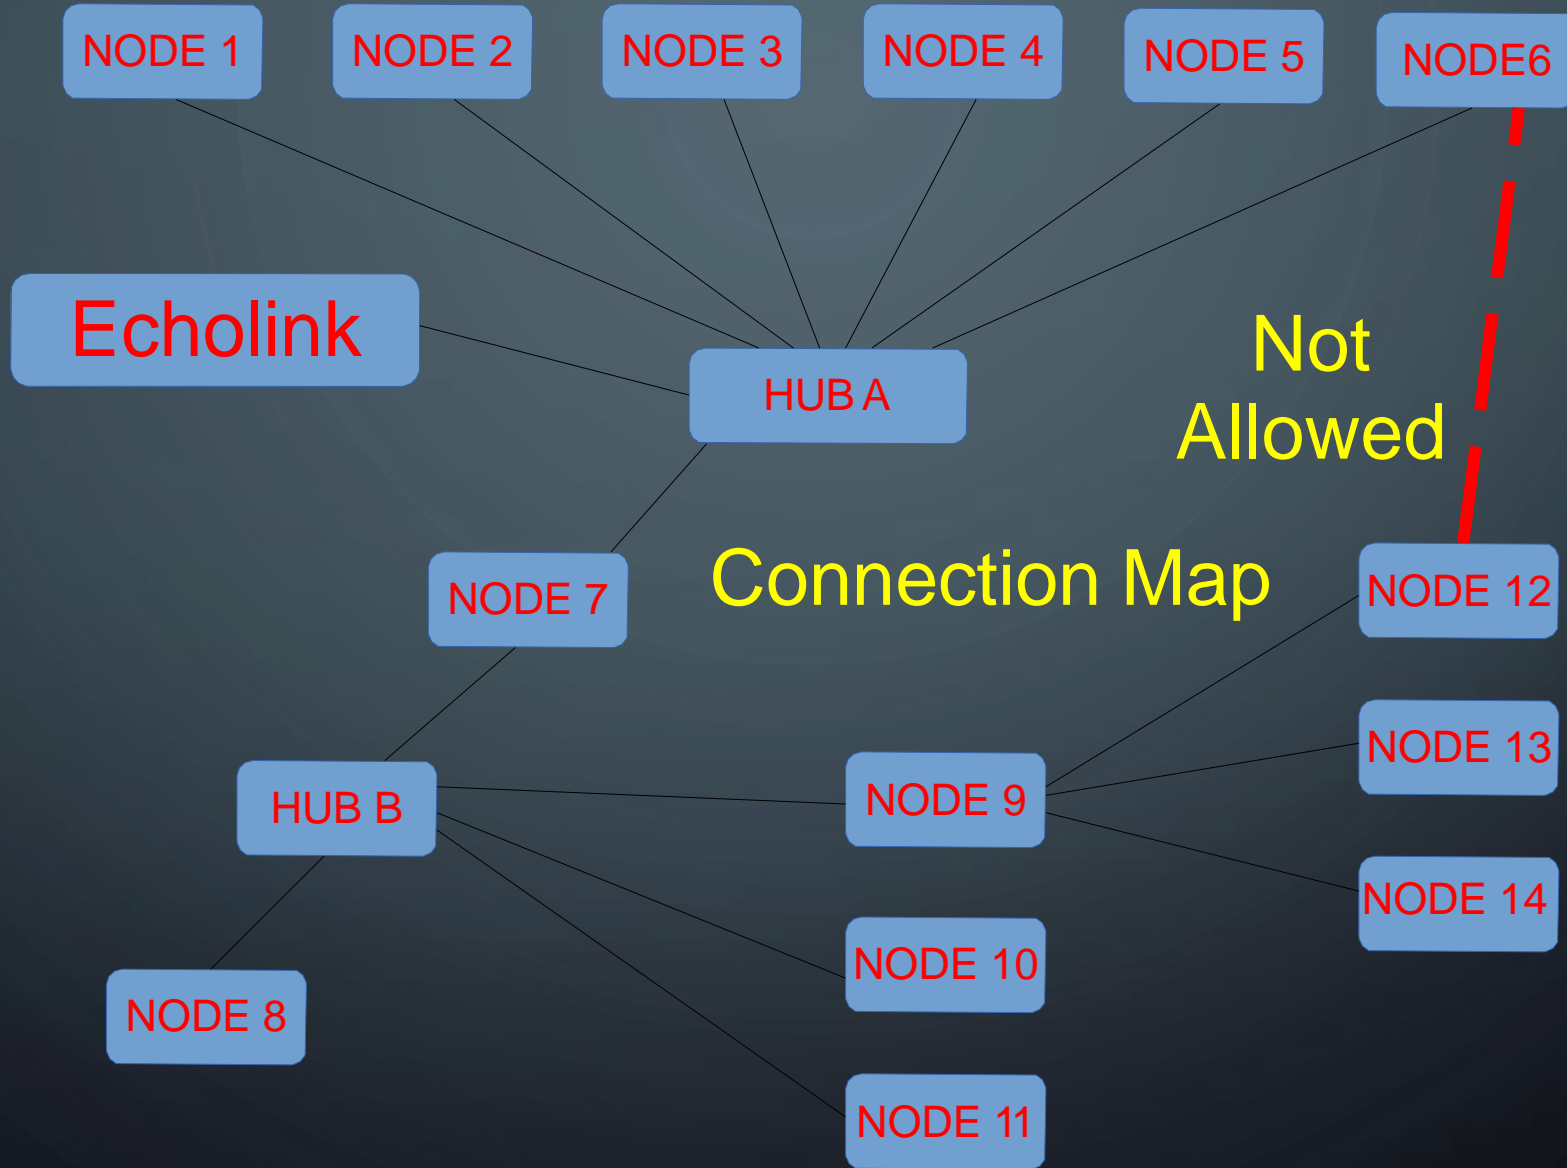 NODE 1
NODE 2
NODE 3
NODE 4
NODE 5
NODE6
Echolink
HUB A
Not
Allowed
NODE 7
Connection Map
NODE 12
NODE 13
HUB B
NODE 9
NODE 14
NODE 10
NODE 8
NODE 11